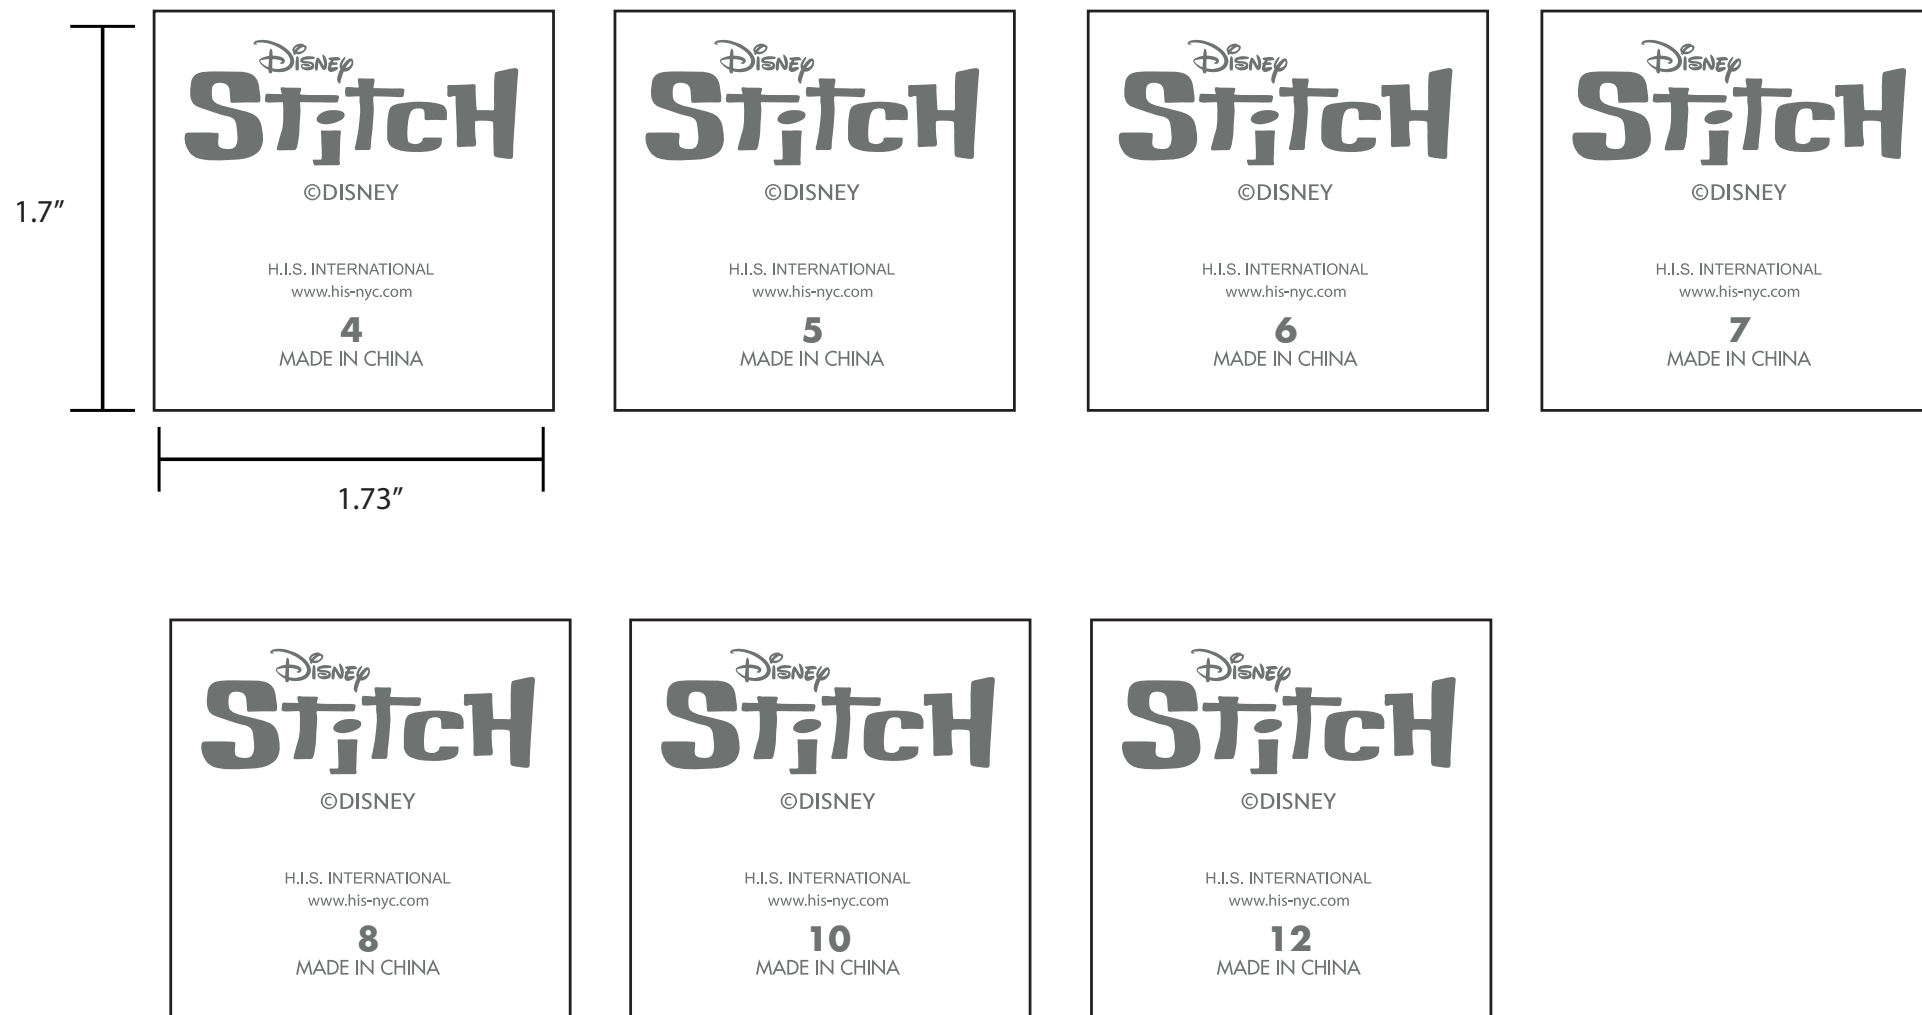 1.7”
Disney
Stitch
©DISNEY
H.I.S. INTERNATIONAL
www.his-nyc.com
4
MADE IN CHINA
Disney
Stitch
©DISNEY
H.I.S. INTERNATIONAL
www.his-nyc.com
5
MADE IN CHINA
Disney
Stitch
©DISNEY
H.I.S. INTERNATIONAL
www.his-nyc.com
6
MADE IN CHINA
Disney
Stitch
©DISNEY
H.I.S. INTERNATIONAL
www.his-nyc.com
7
MADE IN CHINA
1.73”
Disney
Stitch
©DISNEY
H.I.S. INTERNATIONAL
www.his-nyc.com
8
MADE IN CHINA
Disney
Stitch
©DISNEY
H.I.S. INTERNATIONAL
www.his-nyc.com
10
MADE IN CHINA
Disney
Stitch
©DISNEY
H.I.S. INTERNATIONAL
www.his-nyc.com
12
MADE IN CHINA